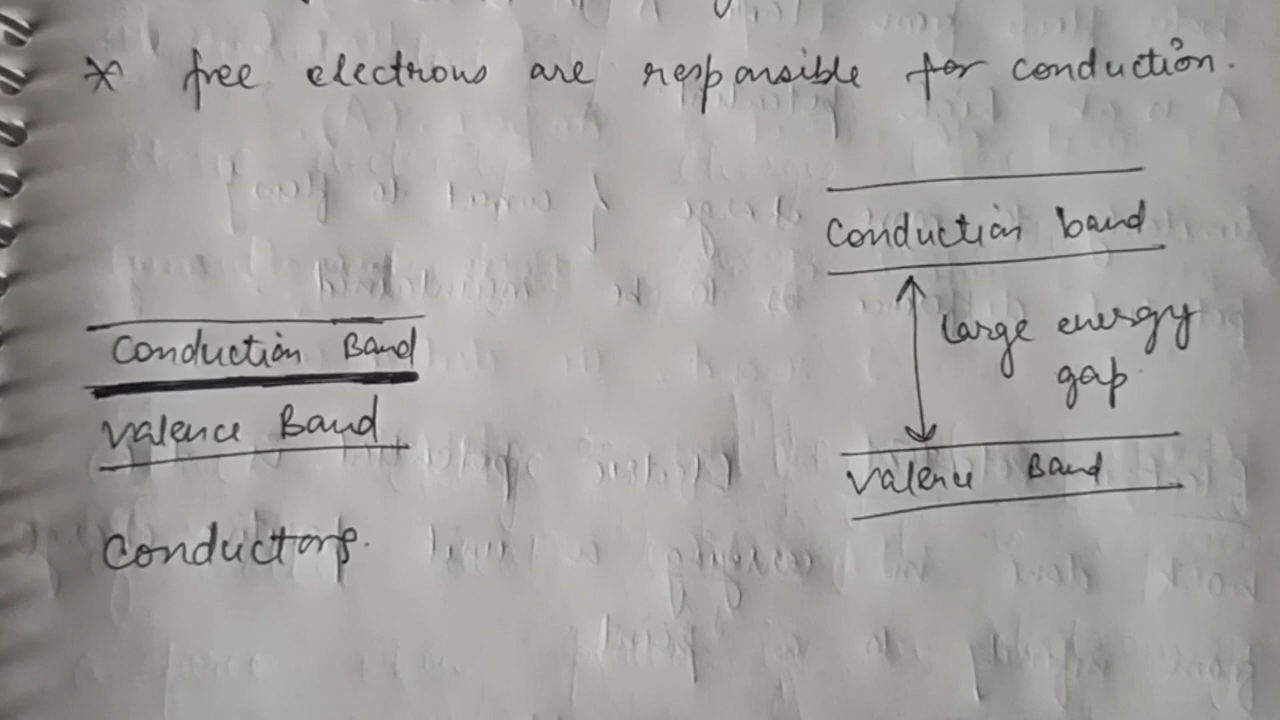 * free electrons are responsible for conduction.
Conduction band
large energy
gap
Conduction Band
Valence Band
Valence Band
Conductors.